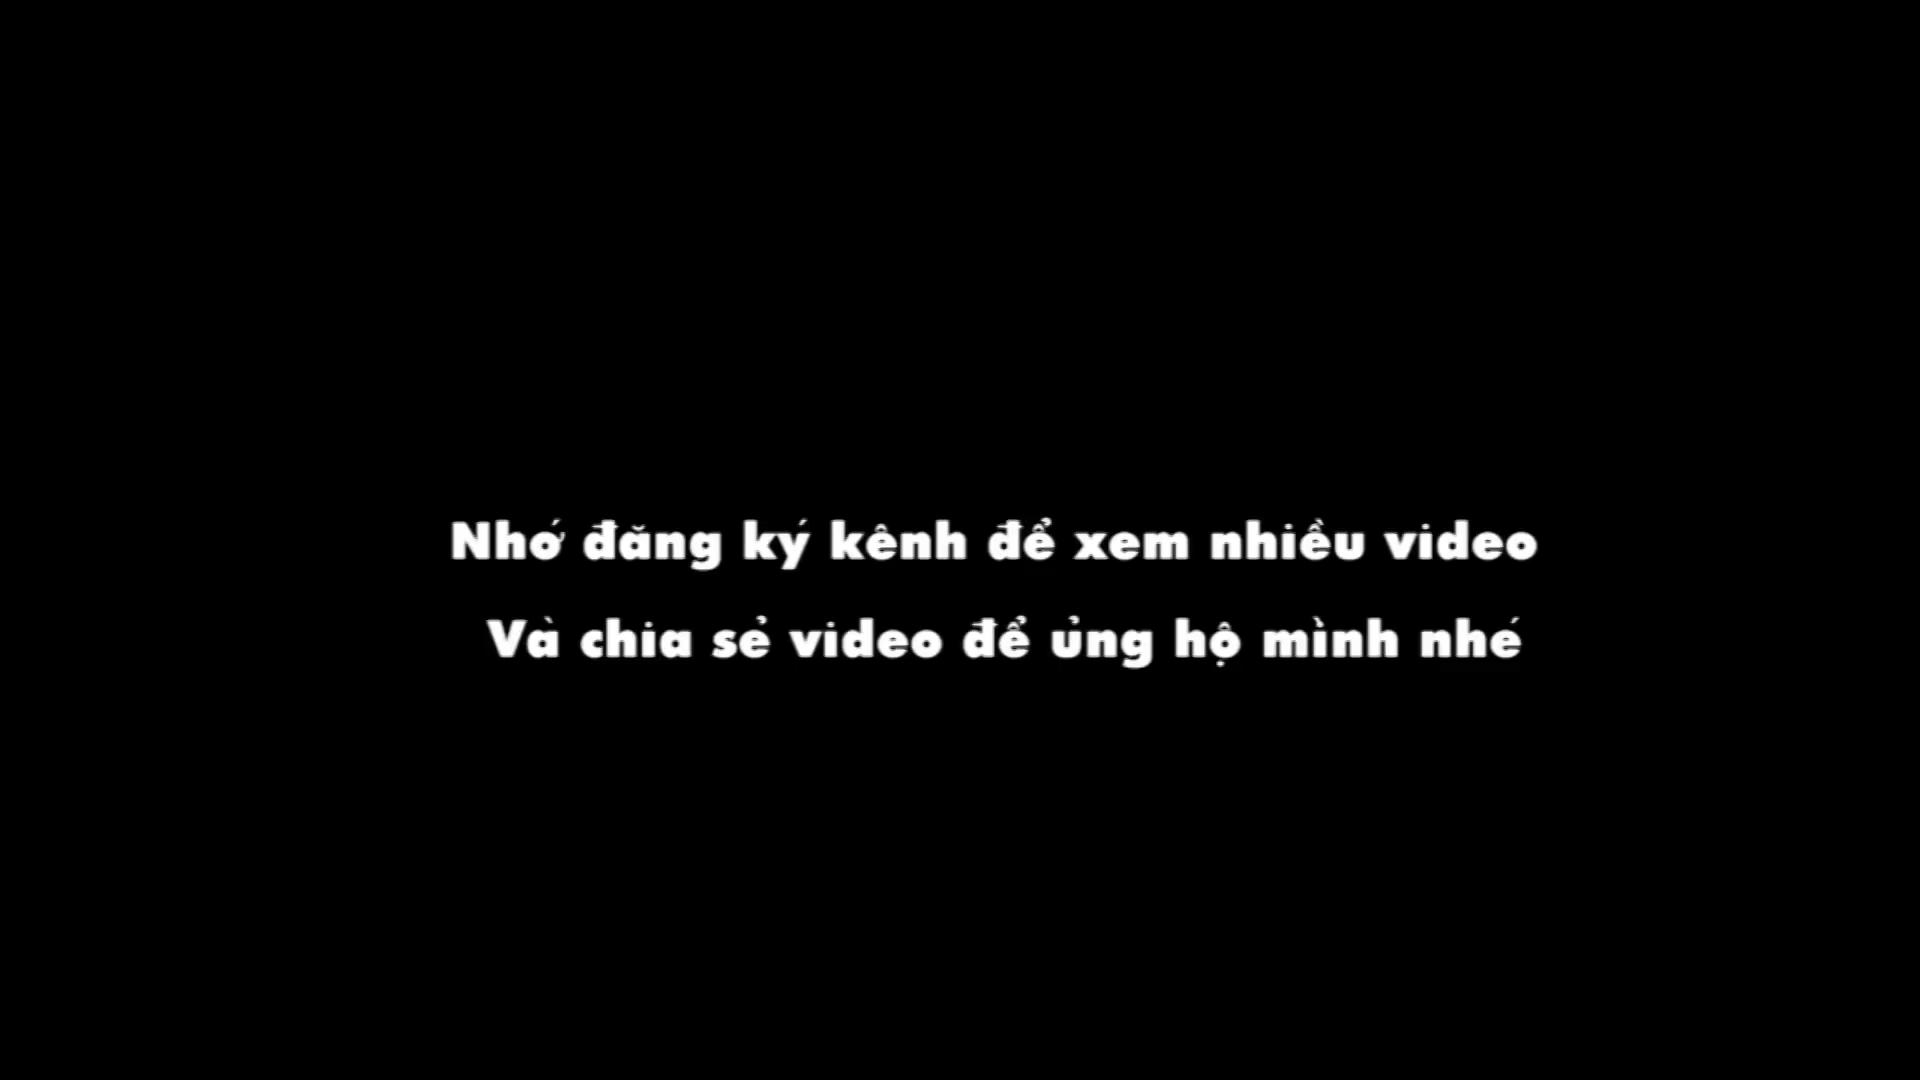 Nhớ đăng ký kênh để xem nhiều video
Và chia sẻ video để ủng hộ mình nhé